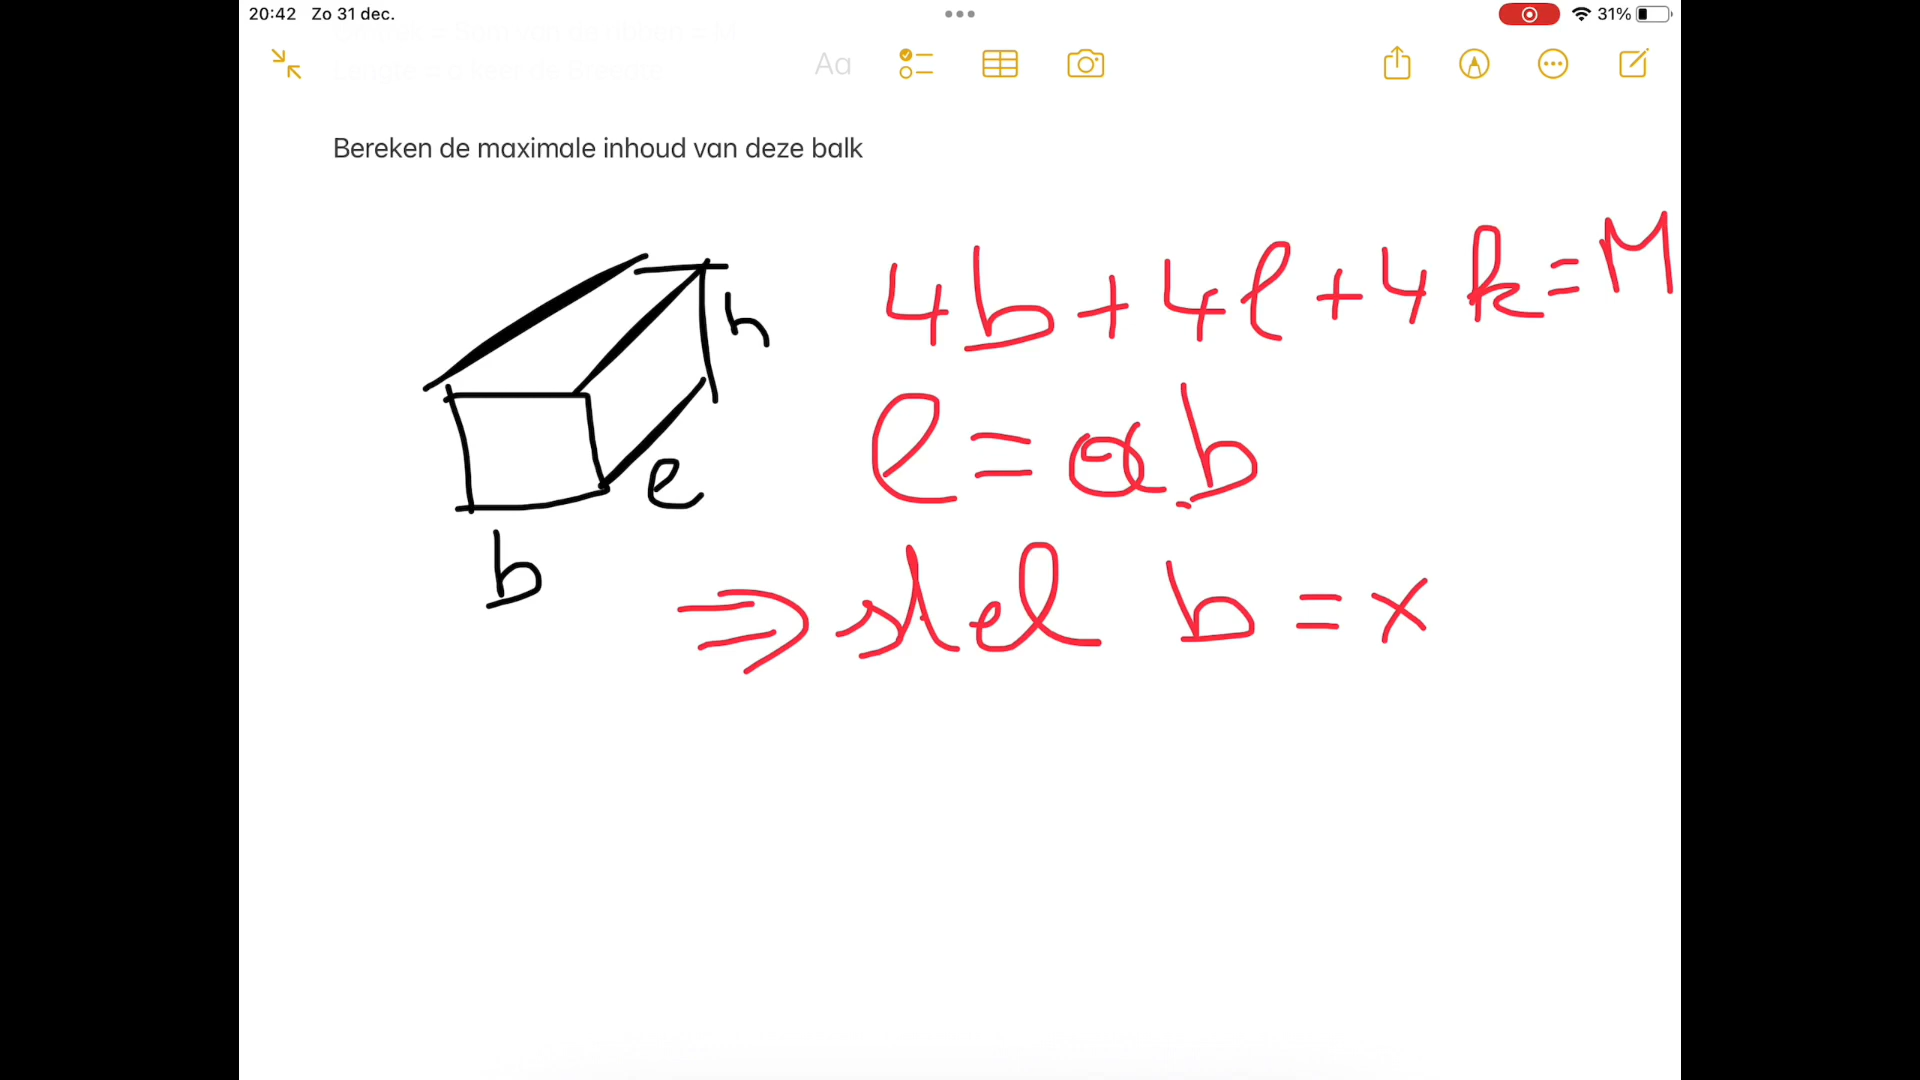 20:42 Zo 31 dec.
31%
Aa
Bereken de maximale inhoud van deze balk
h
l
b
4b+4l+4h=M
l=ab
⇒ stel b=x